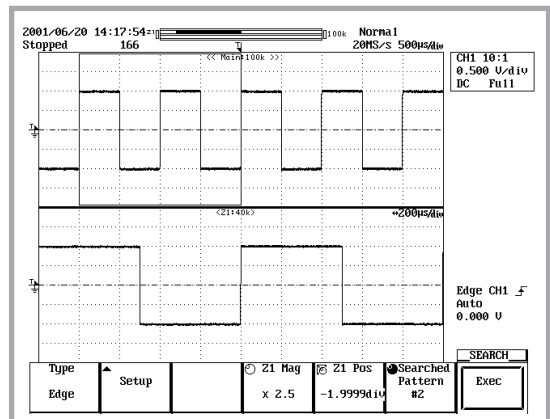 2001/06/20 14:17:54
100k Normal
Stopped 166 20MS/s 500µs/div
<< Main:100k >>
CH1 10:1
0.500 V/div
DC Full
T
<Z1:40k> 200µs/div
T
Edge CH1
Auto
0.000 V
SEARCH
Type
Edge
Setup
Z1 Mag
x 2.5
Z1 Pos
-1.9999div
Searched
Pattern
#2
Exec